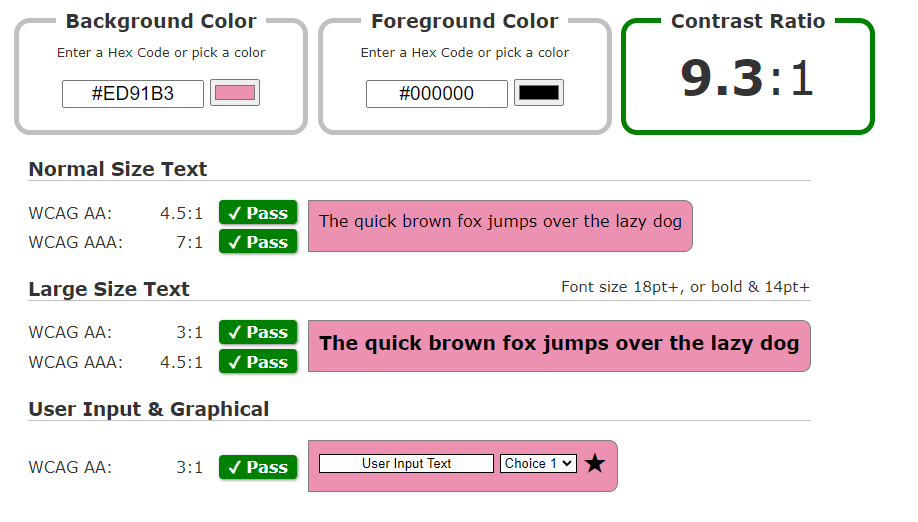 Background Color Foreground Color Contrast Ratio
Enter a Hex Code or pick a color Enter a Hex Code or pick a color
#ED91B3 #000000 9.3:1
Normal Size Text
WCAG AA: 4.5:1 ✓ Pass The quick brown fox jumps over the lazy dog
WCAG AAA: 7:1 ✓ Pass
Large Size Text Font size 18pt+, or bold & 14pt+
WCAG AA: 3:1 ✓ Pass The quick brown fox jumps over the lazy dog
WCAG AAA: 4.5:1 ✓ Pass
User Input & Graphical
WCAG AA: 3:1 ✓ Pass User Input Text Choice 1 ★